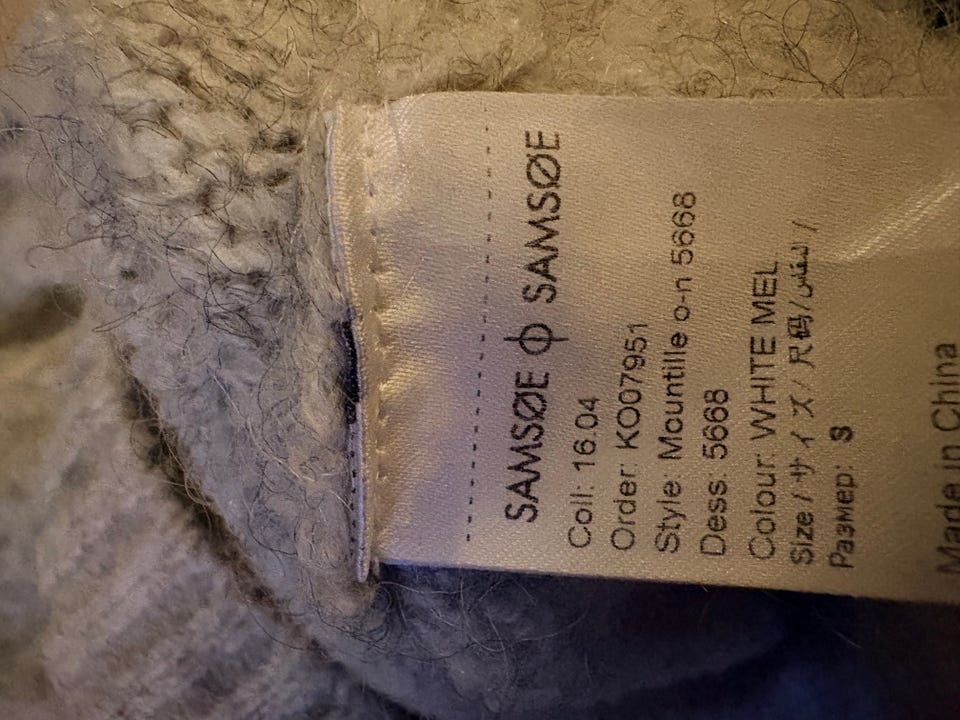 SAMSØE ф SAMSØE
Coll: 16.04
Order: KO07951
Style: Mountille o-n 5668
Dess: 5668
Colour: WHITE MEL
Size / サイズ / 尺码 / المقاس /
Размер: S
Made in China